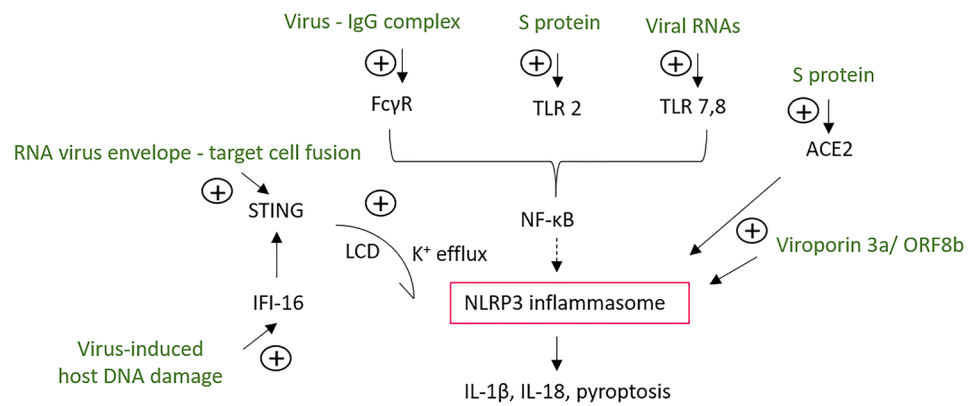 Virus - IgG complex
S protein
Viral RNAs
+
+
+
S protein
FcγR
TLR 2
TLR 7,8
+
ACE2
RNA virus envelope - target cell fusion
+
+
STING
NF-κB
+
Viroporin 3a/ ORF8b
LCD
K⁺ efflux
IFI-16
NLRP3 inflammasome
Virus-induced
host DNA damage
+
IL-1β, IL-18, pyroptosis